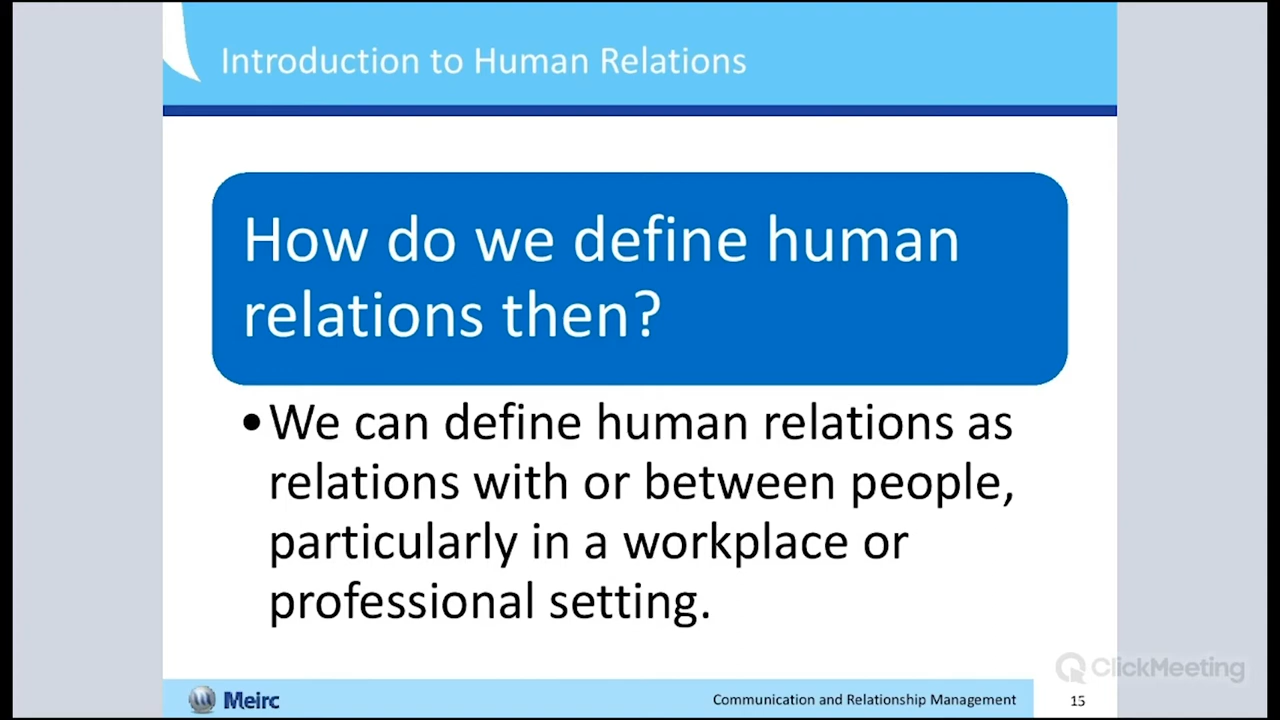 Introduction to Human Relations
How do we define human
relations then?
•We can define human relations as
relations with or between people,
particularly in a workplace or
professional setting.
ClickMeeting
Meirc
Communication and Relationship Management
15